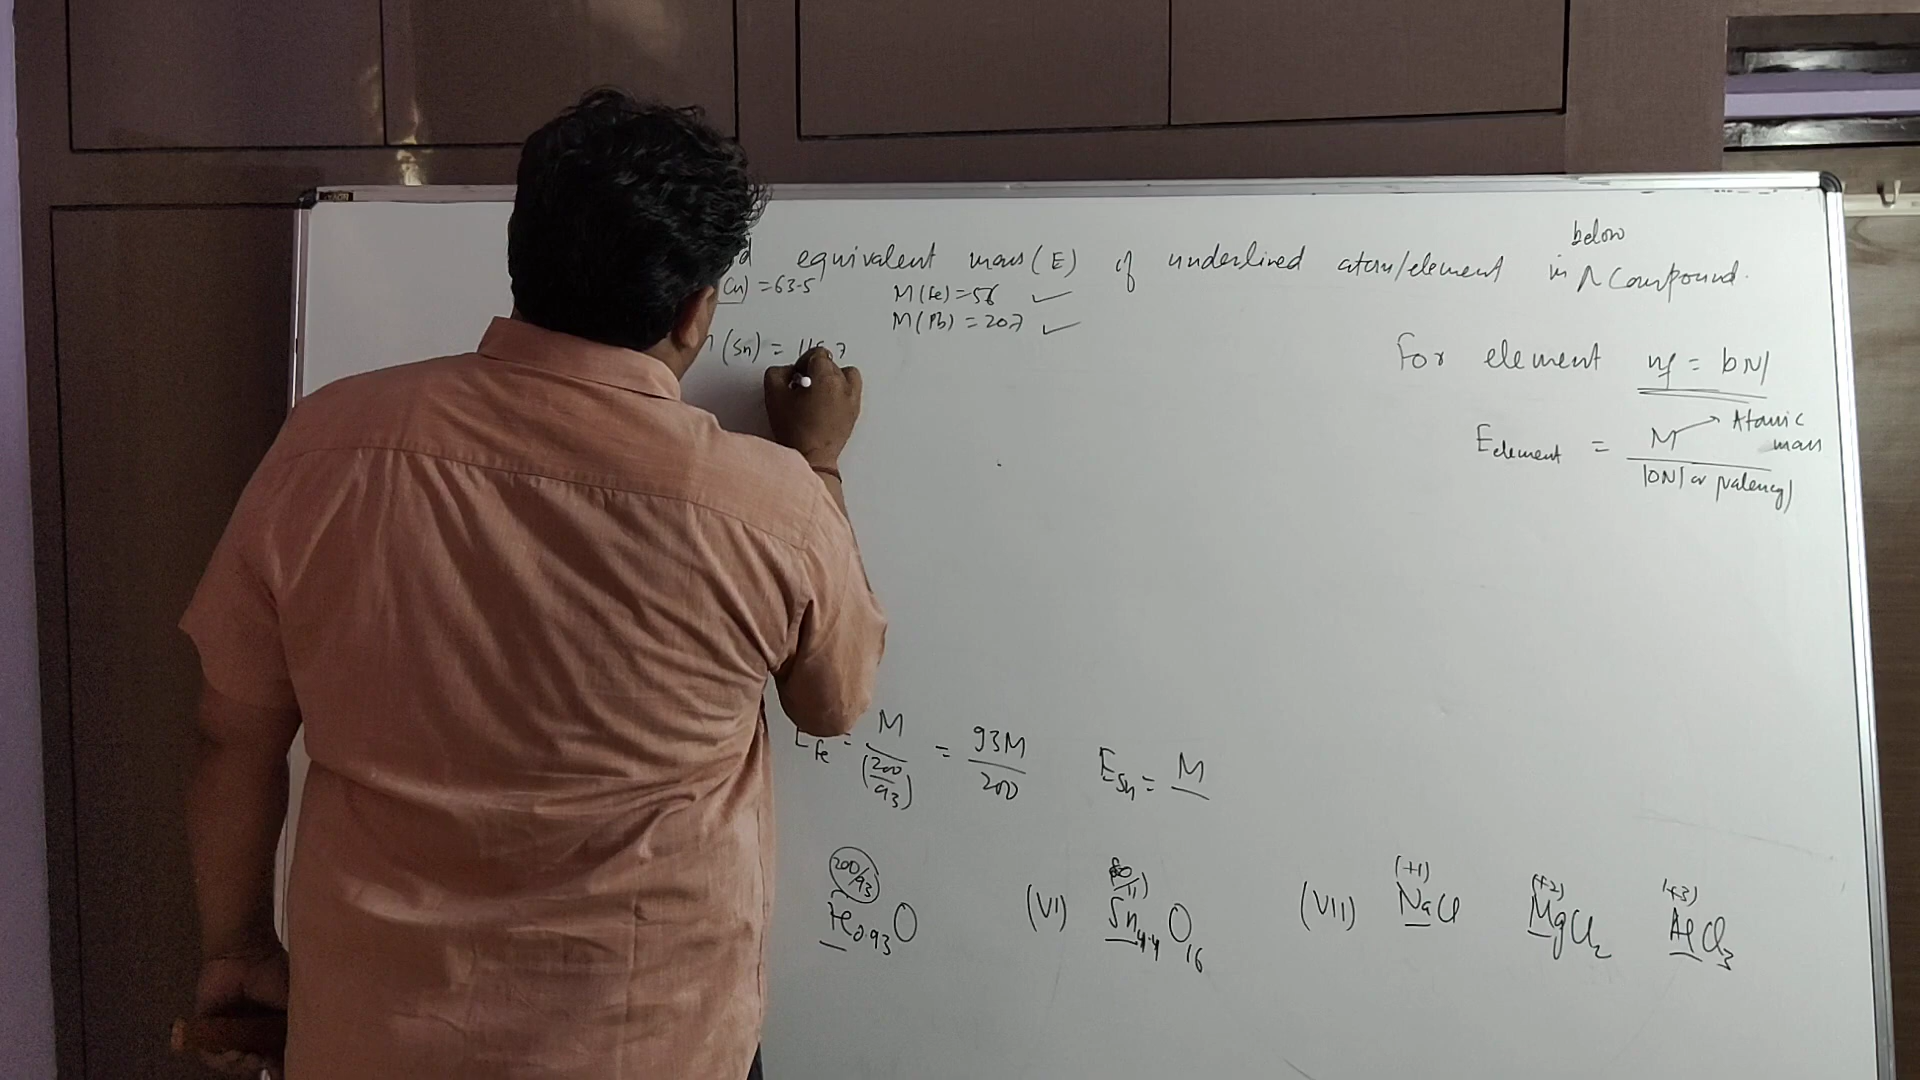 below
equivalent mass (E) of underlined atom/element in ∧ Compound.
Cu) = 63.5
M(Fe) = 56 ✓
M(Pb) = 207 ✓
(Sn) =
For element nf = |ON|
E element = M → Atomic mass
|ON| or valency
E Fe = M / (200/93) = 93M / 200
E Sn = M
200/93
Fe0.93O
(VI) Sn4.4O16
(VII) (+1) NaCl
(+2) MgCl2
(+3) AlCl3